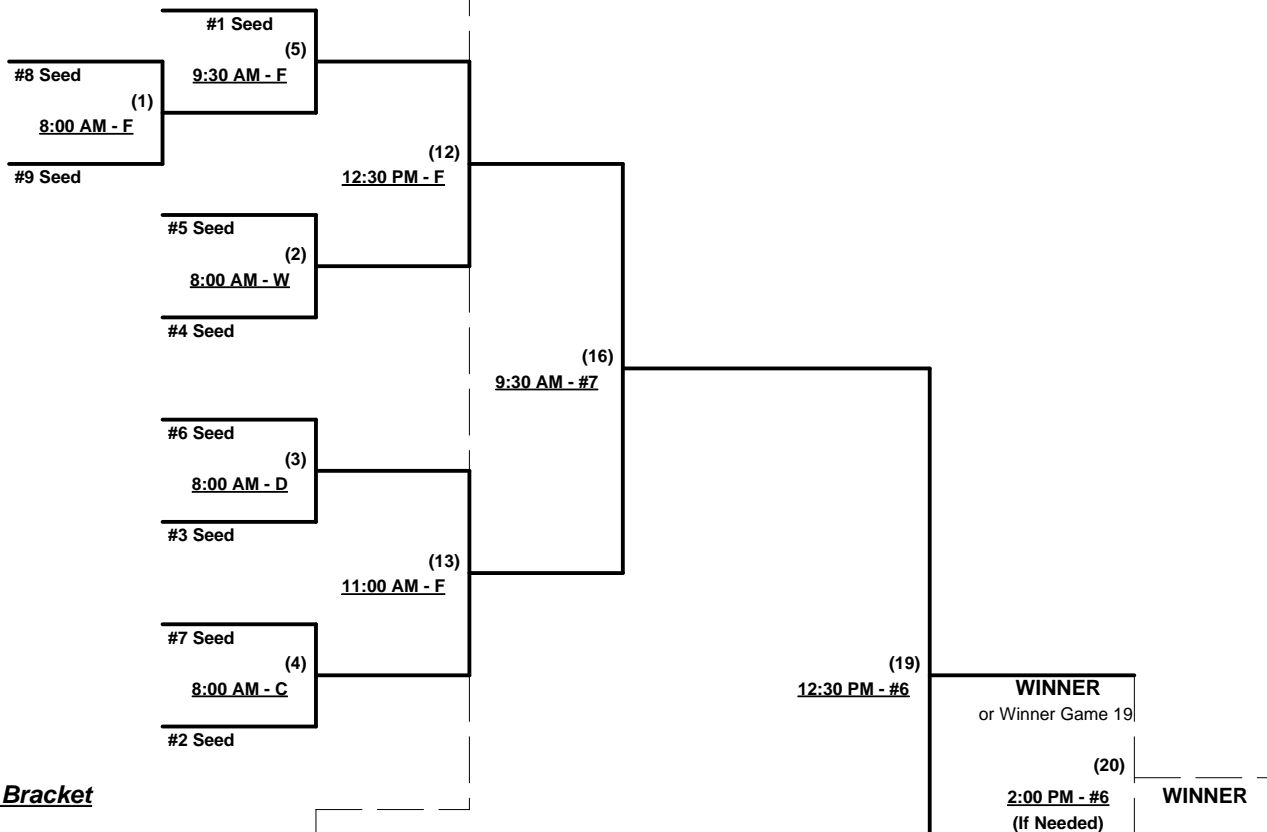 #1 Seed
(5)
9:30 AM - F
#8 Seed
(1)
8:00 AM - F
#9 Seed
(12)
12:30 PM - F
#5 Seed
(2)
8:00 AM - W
#4 Seed
(16)
9:30 AM - #7
#6 Seed
(3)
8:00 AM - D
#3 Seed
(13)
11:00 AM - F
#7 Seed
(4)
8:00 AM - C
#2 Seed
(19)
12:30 PM - #6
WINNER
or Winner Game 19
(20)
2:00 PM - #6
(If Needed)
WINNER
Bracket